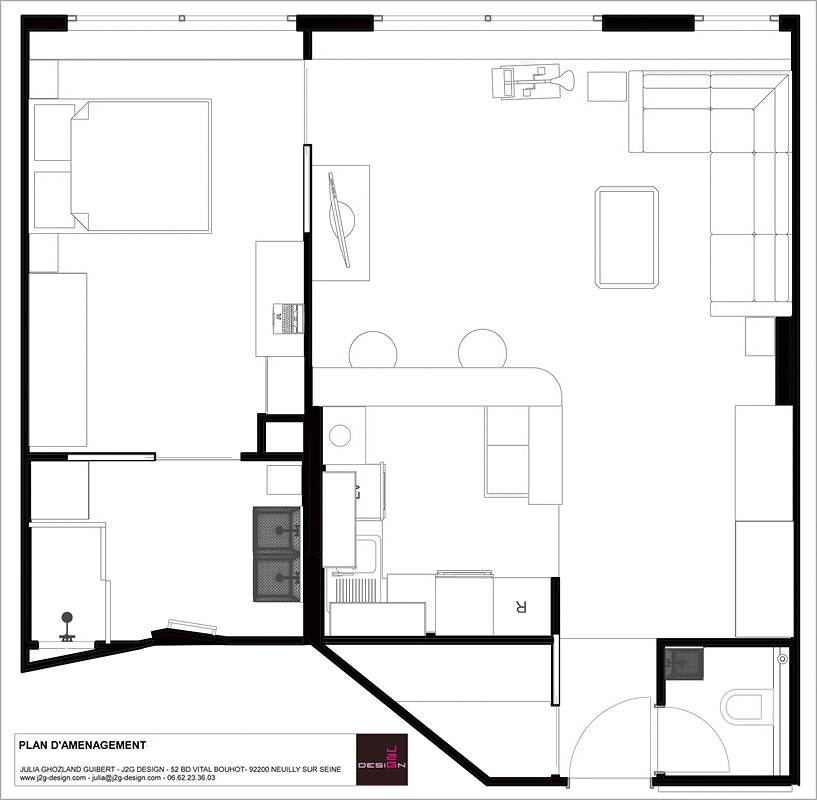 LV
R
PLAN D'AMENAGEMENT
JULIA GHOZLAND GUIBERT - J2G DESIGN - 52 BD VITAL BOUHOT- 92200 NEUILLY SUR SEINE
www.j2g-design.com - julia@j2g-design.com - 06.62.23.36.03
J2G
DESIGN